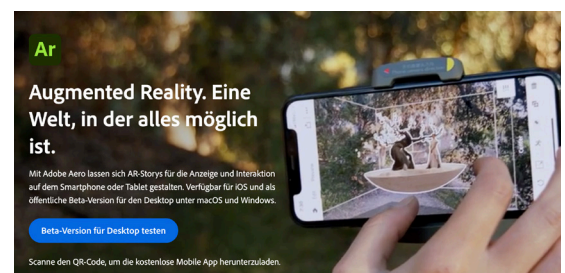 Ar
Augmented Reality. Eine
Welt, in der alles möglich
ist.
Mit Adobe Aero lassen sich AR-Storys für die Anzeige und Interaktion
auf dem Smartphone oder Tablet gestalten. Verfügbar für iOS und als
öffentliche Beta-Version für den Desktop unter macOS und Windows.
Beta-Version für Desktop testen
Scanne den QR-Code, um die kostenlose Mobile App herunterzuladen.